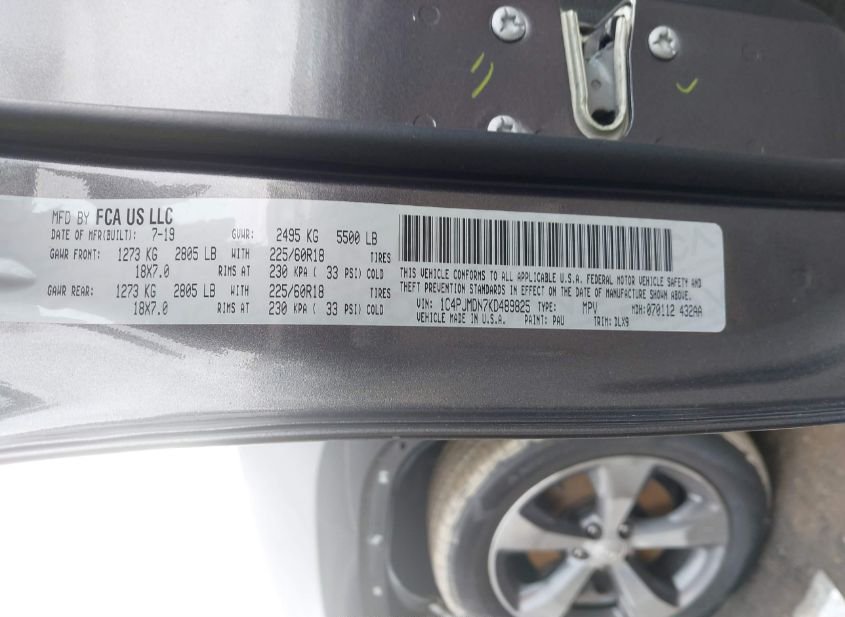 MFD BY FCA US LLC
DATE OF MFR(BUILT): 7-19 GVWR: 2495 KG 5500 LB
GAWR FRONT: 1273 KG 2805 LB WITH 225/60R18 TIRES
18X7.0 RIMS AT 230 KPA ( 33 PSI) COLD
GAWR REAR: 1273 KG 2805 LB WITH 225/60R18 TIRES
18X7.0 RIMS AT 230 KPA ( 33 PSI) COLD
THIS VEHICLE CONFORMS TO ALL APPLICABLE U.S.A. FEDERAL MOTOR VEHICLE SAFETY AND
THEFT PREVENTION STANDARDS IN EFFECT ON THE DATE OF MANUFACTURE SHOWN ABOVE.
VIN: 1C4PJMDN7KD489825 TYPE: MPV MDH:070112 432AA
VEHICLE MADE IN U.S.A. PAINT: PAU TRIM: DLX9